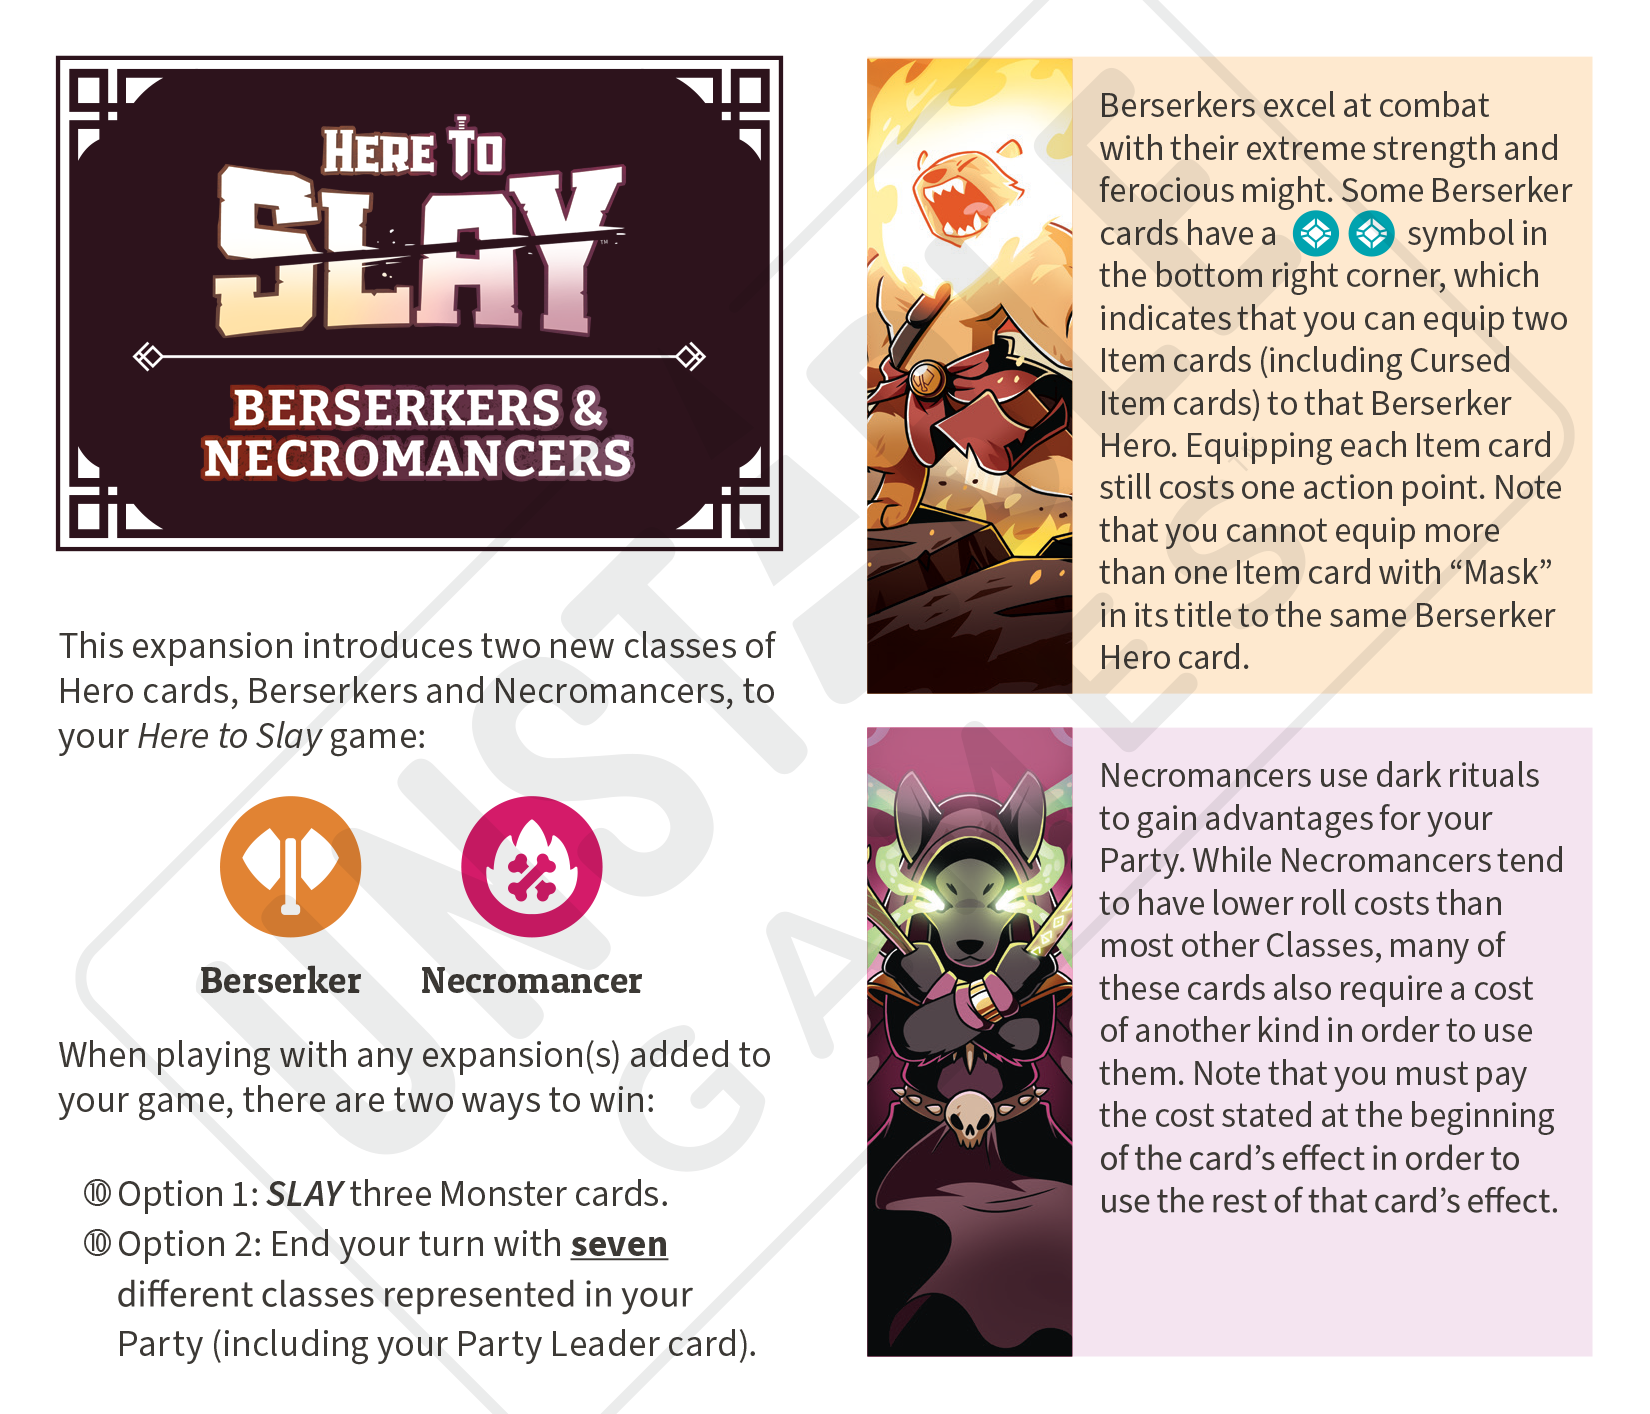 HERE TO
SLAY™
BERSERKERS &
NECROMANCERS
This expansion introduces two new classes of
Hero cards, Berserkers and Necromancers, to
your Here to Slay game:
Berserker Necromancer
When playing with any expansion(s) added to
your game, there are two ways to win:
⑩ Option 1: SLAY three Monster cards.
⑩ Option 2: End your turn with seven
different classes represented in your
Party (including your Party Leader card).
Berserkers excel at combat
with their extreme strength and
ferocious might. Some Berserker
cards have a symbol in
the bottom right corner, which
indicates that you can equip two
Item cards (including Cursed
Item cards) to that Berserker
Hero. Equipping each Item card
still costs one action point. Note
that you cannot equip more
than one Item card with “Mask”
in its title to the same Berserker
Hero card.
Necromancers use dark rituals
to gain advantages for your
Party. While Necromancers tend
to have lower roll costs than
most other Classes, many of
these cards also require a cost
of another kind in order to use
them. Note that you must pay
the cost stated at the beginning
of the card’s effect in order to
use the rest of that card’s effect.
UNSTABLE
GAMES